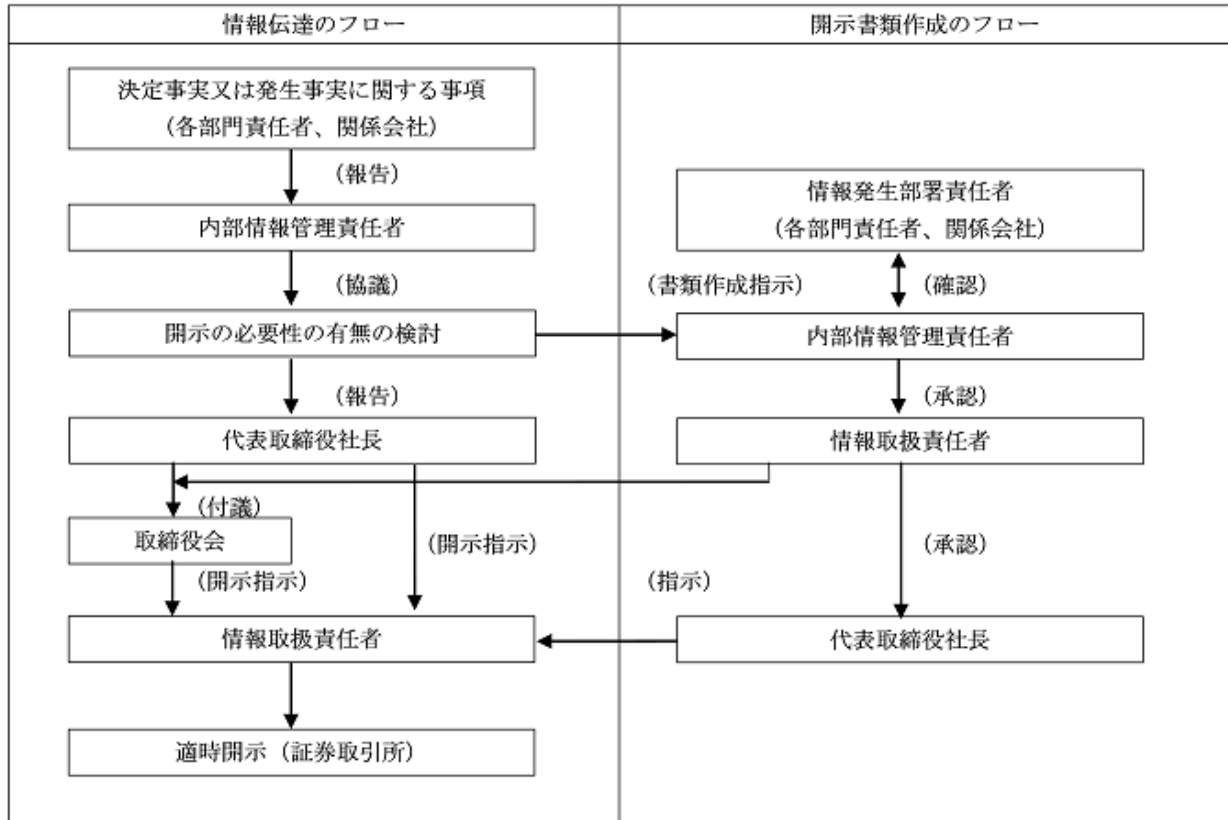 情報伝達のフロー
開示書類作成のフロー
決定事実又は発生事実に関する事項
（各部門責任者、関係会社）
（報告）
内部情報管理責任者
（協議）
開示の必要性の有無の検討
（報告）
代表取締役社長
（付議）
取締役会
（開示指示）
（開示指示）
情報取扱責任者
適時開示（証券取引所）
情報発生部署責任者
（各部門責任者、関係会社）
（書類作成指示）
（確認）
内部情報管理責任者
（承認）
情報取扱責任者
（承認）
（指示）
代表取締役社長